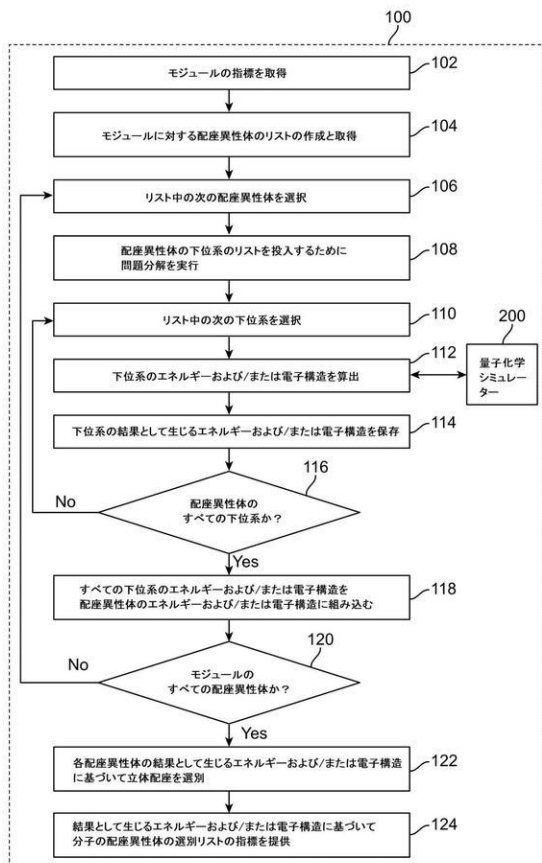 100
モジュールの指標を取得
102
モジュールに対する配座異性体のリストの作成と取得
104
リスト中の次の配座異性体を選択
106
配座異性体の下位系のリストを投入するために
問題分解を実行
108
リスト中の次の下位系を選択
110
下位系のエネルギーおよび/または電子構造を算出
112
200
量子化学
シミュレーター
下位系の結果として生じるエネルギーおよび/または電子構造を保存
114
配座異性体の
すべての下位系か?
116
No
Yes
すべての下位系のエネルギーおよび/または電子構造を
配座異性体のエネルギーおよび/または電子構造に組み込む
118
モジュールの
すべての配座異性体か?
120
No
Yes
各配座異性体の結果として生じるエネルギーおよび/または電子構造
に基づいて立体配座を選別
122
結果として生じるエネルギーおよび/または電子構造に基づいて
分子の配座異性体の選別リストの指標を提供
124